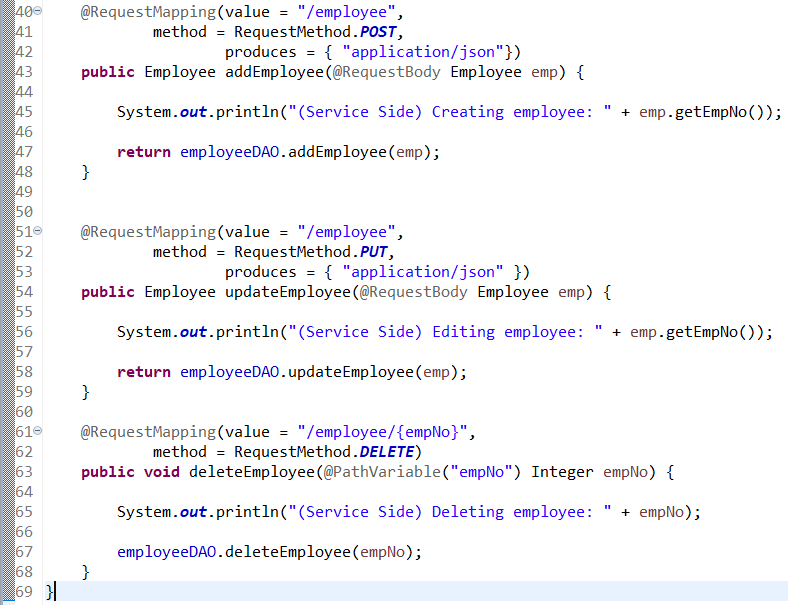 40 @RequestMapping(value = "/employee",
41 method = RequestMethod.POST,
42 produces = { "application/json"})
43 public Employee addEmployee(@RequestBody Employee emp) {
44
45 System.out.println("(Service Side) Creating employee: " + emp.getEmpNo());
46
47 return employeeDAO.addEmployee(emp);
48 }
49
50
51 @RequestMapping(value = "/employee",
52 method = RequestMethod.PUT,
53 produces = { "application/json" })
54 public Employee updateEmployee(@RequestBody Employee emp) {
55
56 System.out.println("(Service Side) Editing employee: " + emp.getEmpNo());
57
58 return employeeDAO.updateEmployee(emp);
59 }
60
61 @RequestMapping(value = "/employee/{empNo}",
62 method = RequestMethod.DELETE)
63 public void deleteEmployee(@PathVariable("empNo") Integer empNo) {
64
65 System.out.println("(Service Side) Deleting employee: " + empNo);
66
67 employeeDAO.deleteEmployee(empNo);
68 }
69 }